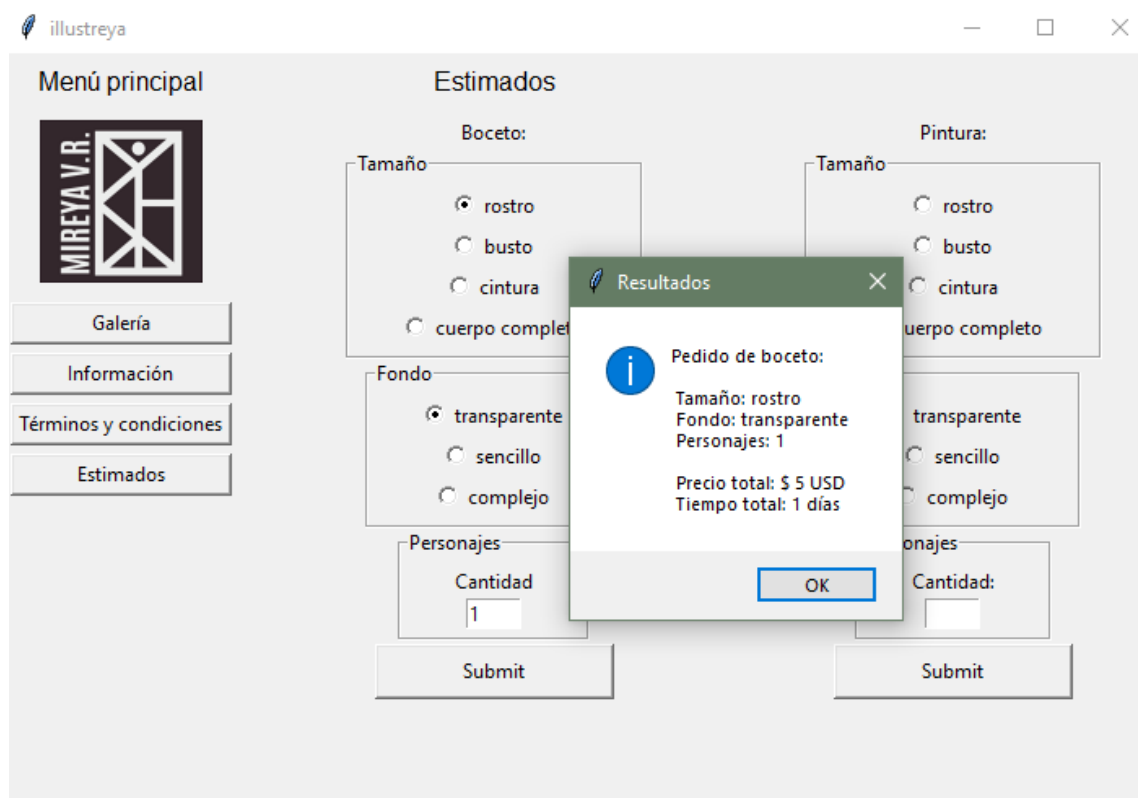 illustreya
Menú principal
MIREYA V.R.
Galería
Información
Términos y condiciones
Estimados
Estimados
Boceto:
Tamaño
rostro
busto
cintura
cuerpo complet
Fondo
transparente
sencillo
complejo
Personajes
Cantidad
1
Submit
Pintura:
Tamaño
rostro
busto
cintura
uerpo completo
transparente
sencillo
complejo
onajes
Cantidad:
Submit
Resultados
Pedido de boceto:
Tamaño: rostro
Fondo: transparente
Personajes: 1
Precio total: $ 5 USD
Tiempo total: 1 días
OK